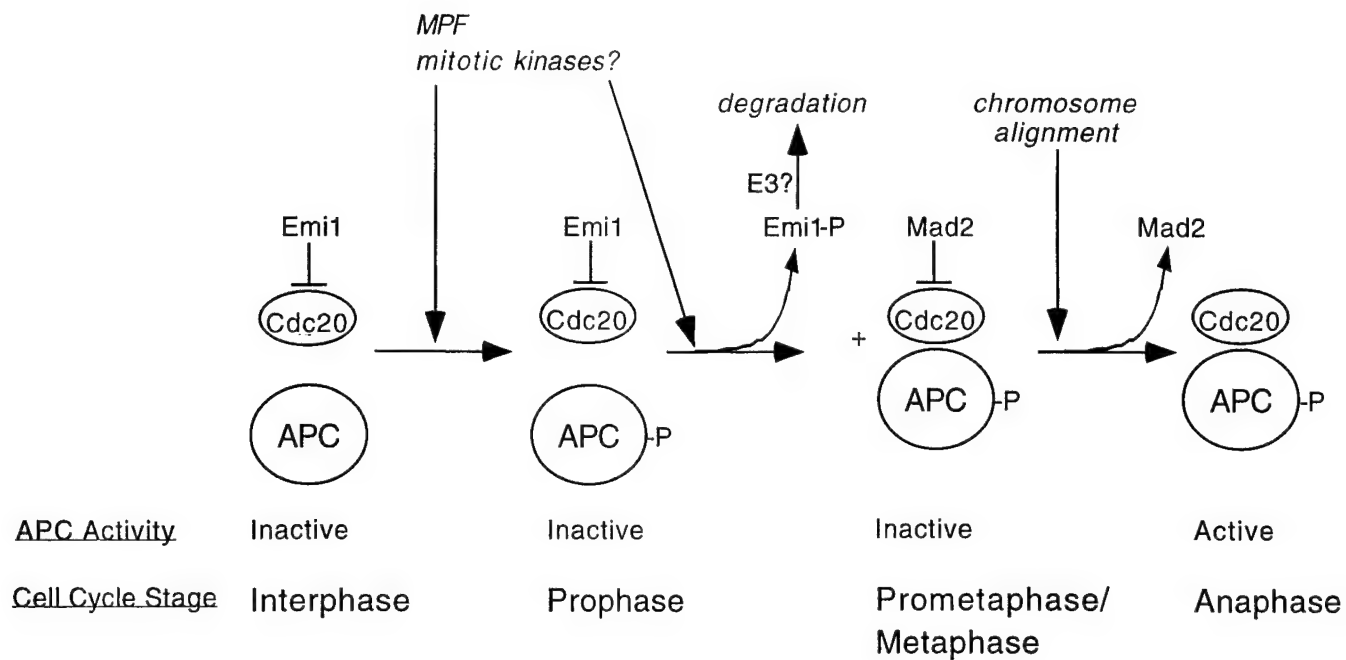 MPF
mitotic kinases?
degradation
chromosome
alignment
E3?
Emi1
Emi1
Emi1-P
Mad2
Mad2
Cdc20
Cdc20
+
Cdc20
Cdc20
APC
APC
-P
APC
-P
APC
-P
APC Activity
Inactive
Inactive
Inactive
Active
Cell Cycle Stage
Interphase
Prophase
Prometaphase/
Metaphase
Anaphase